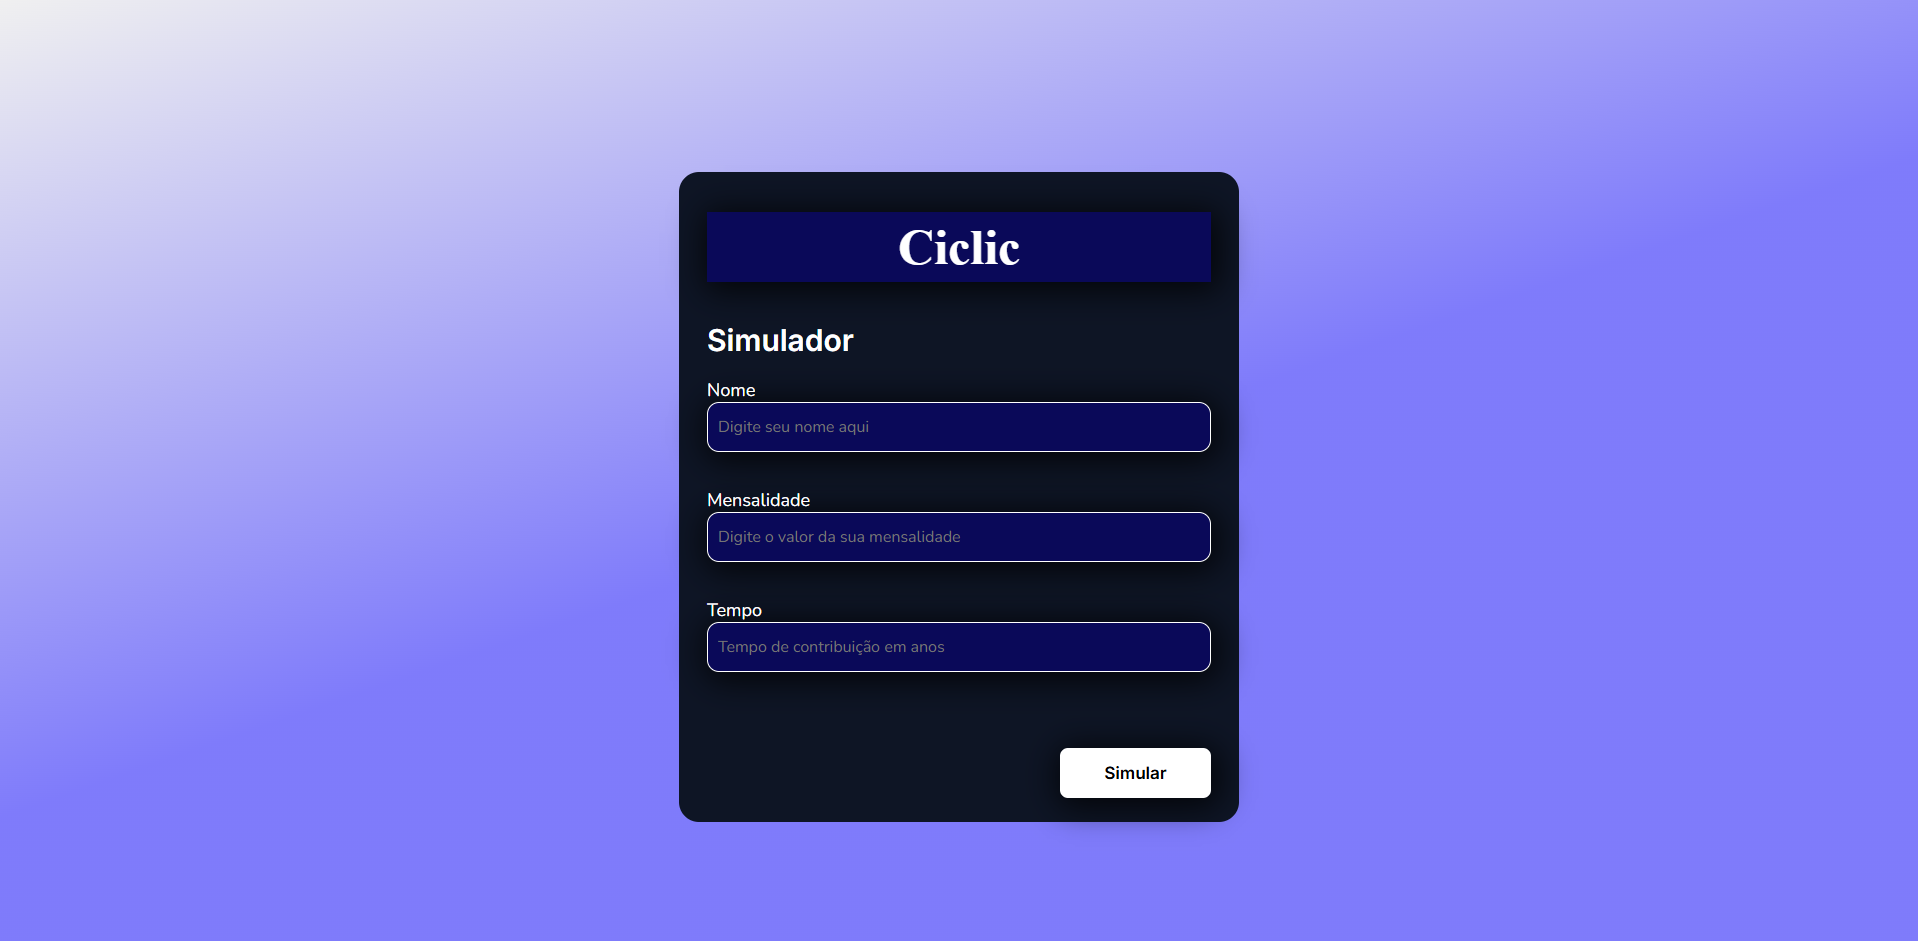 Ciclic
Simulador
Nome
Digite seu nome aqui
Mensalidade
Digite o valor da sua mensalidade
Tempo
Tempo de contribuição em anos
Simular